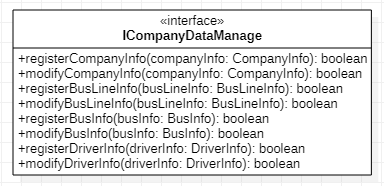 «interface»
ICompanyDataManage
+registerCompanyInfo(companyInfo: CompanyInfo): boolean
+modifyCompanyInfo(companyInfo: CompanyInfo): boolean
+registerBusLineInfo(busLineInfo: BusLineInfo): boolean
+modifyBusLineInfo(busLineInfo: BusLineInfo): boolean
+registerBusInfo(busInfo: BusInfo): boolean
+modifyBusInfo(busInfo: BusInfo): boolean
+registerDriverInfo(driverInfo: DriverInfo): boolean
+modifyDriverInfo(driverInfo: DriverInfo): boolean